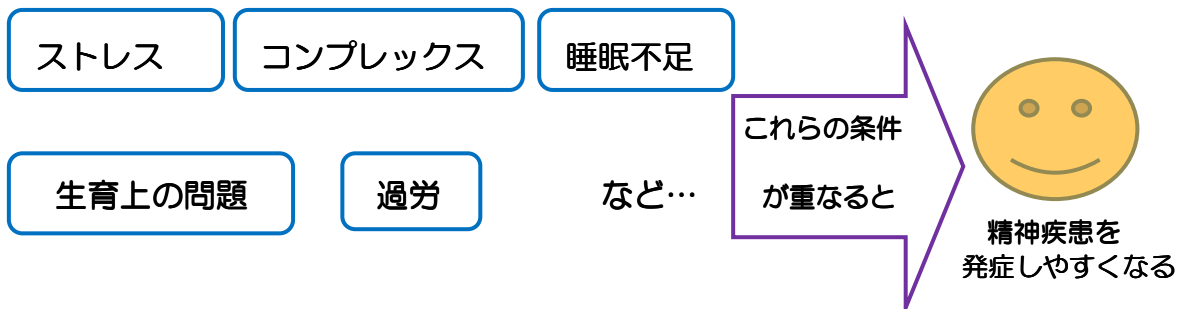 ストレス
コンプレックス
睡眠不足
生育上の問題
過労
など…
これらの条件
が重なると
精神疾患を
発症しやすくなる